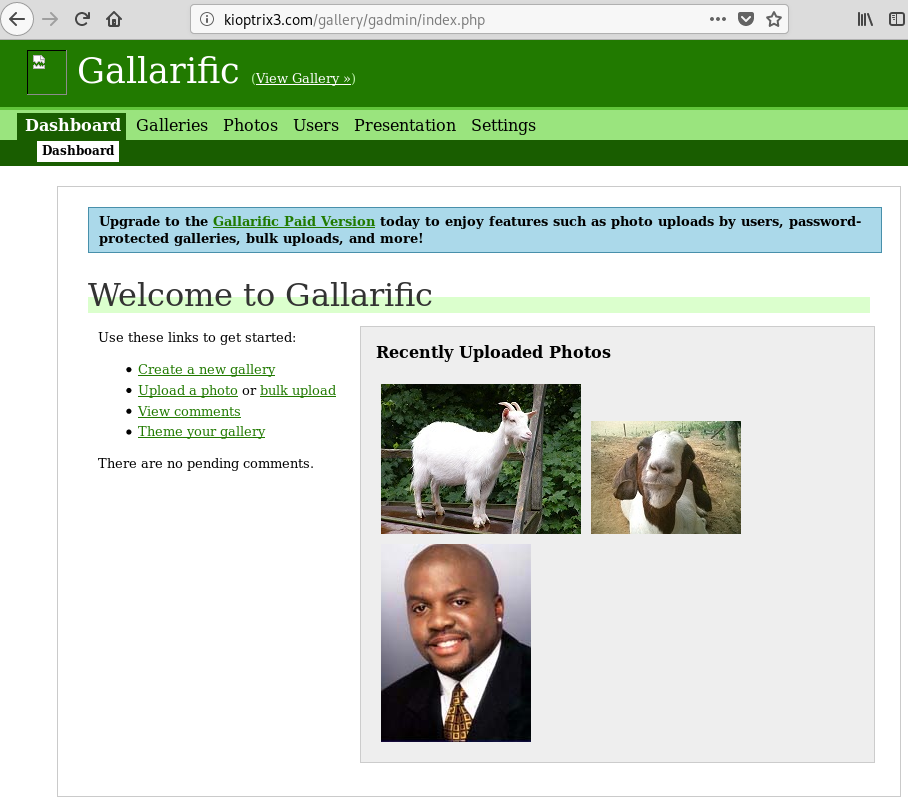 kioptrix3.com/gallery/gadmin/index.php
Gallarific (View Gallery »)
Dashboard Galleries Photos Users Presentation Settings
Dashboard
Upgrade to the Gallarific Paid Version today to enjoy features such as photo uploads by users, password-
protected galleries, bulk uploads, and more!
Welcome to Gallarific
Use these links to get started:
Recently Uploaded Photos
• Create a new gallery
• Upload a photo or bulk upload
• View comments
• Theme your gallery
There are no pending comments.